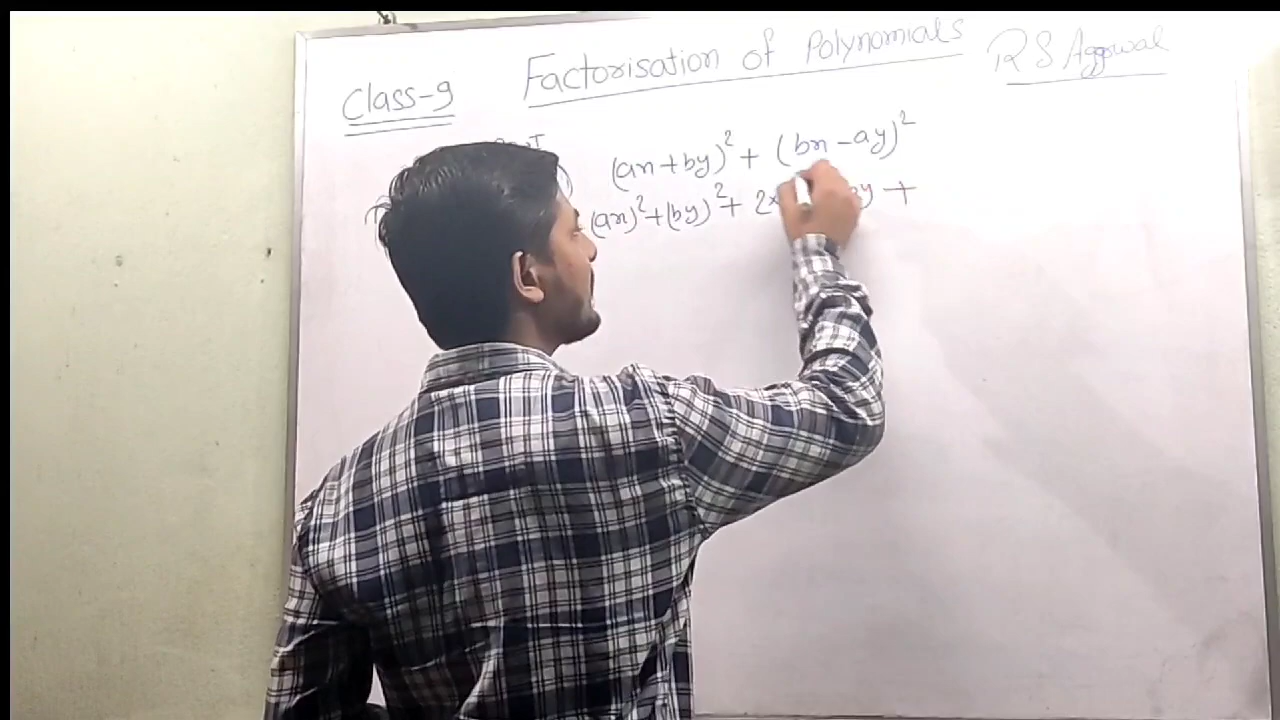 Factorisation of Polynomials R S Aggarwal
Class-9
(ax+by)² + (bx-ay)²
(ax)²+(by)²+ 2x y +